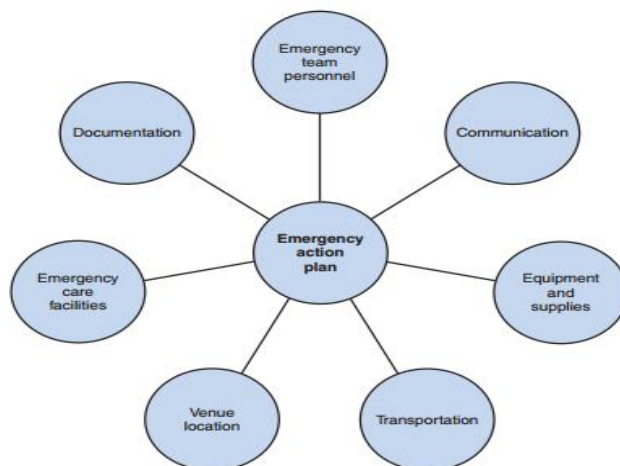 Emergency
team
personnel
Documentation
Communication
Emergency
action
plan
Emergency
care
facilities
Equipment
and
supplies
Venue
location
Transportation